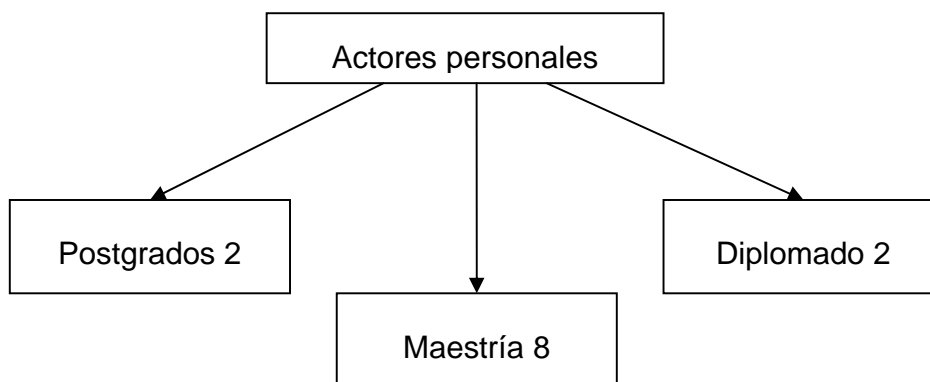 Actores personales
Postgrados 2
Diplomado 2
Maestría 8